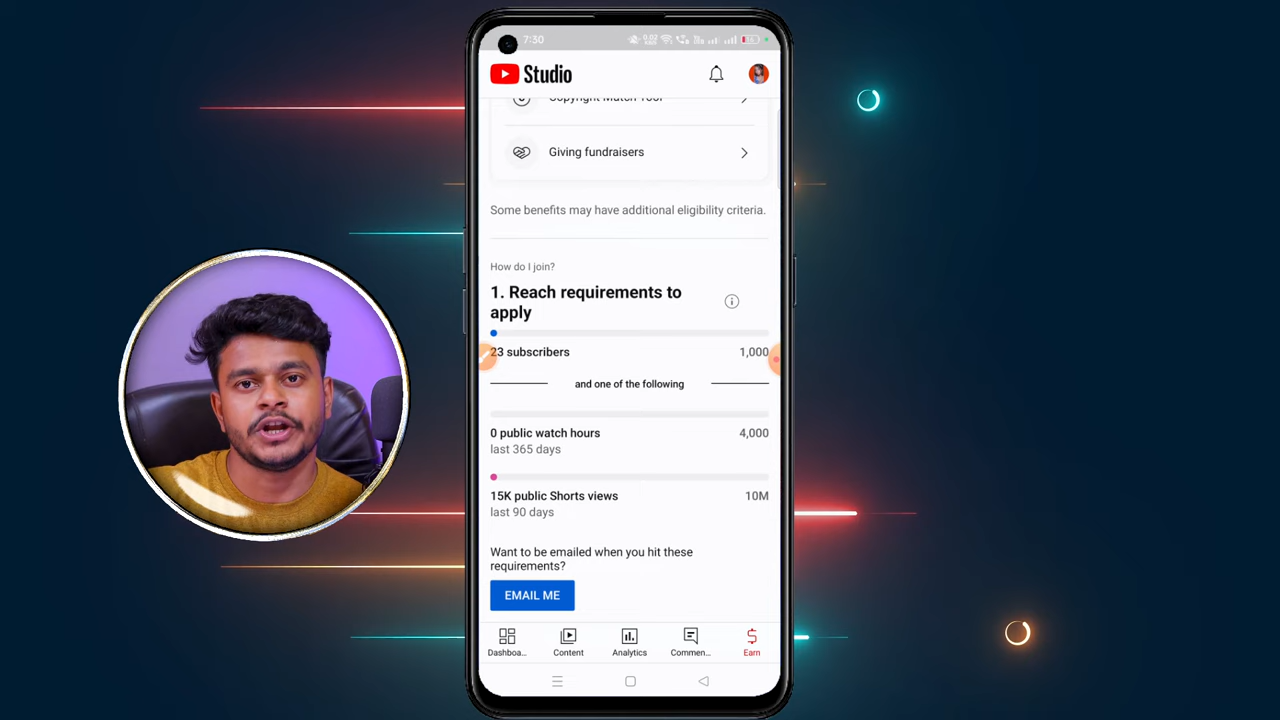 7:30
Studio
Copyright Match Tool
Giving fundraisers
Some benefits may have additional eligibility criteria.
How do I join?
1. Reach requirements to
apply
23 subscribers 1,000
and one of the following
0 public watch hours 4,000
last 365 days
15K public Shorts views 10M
last 90 days
Want to be emailed when you hit these
requirements?
EMAIL ME
Dashboa... Content Analytics Commen... Earn